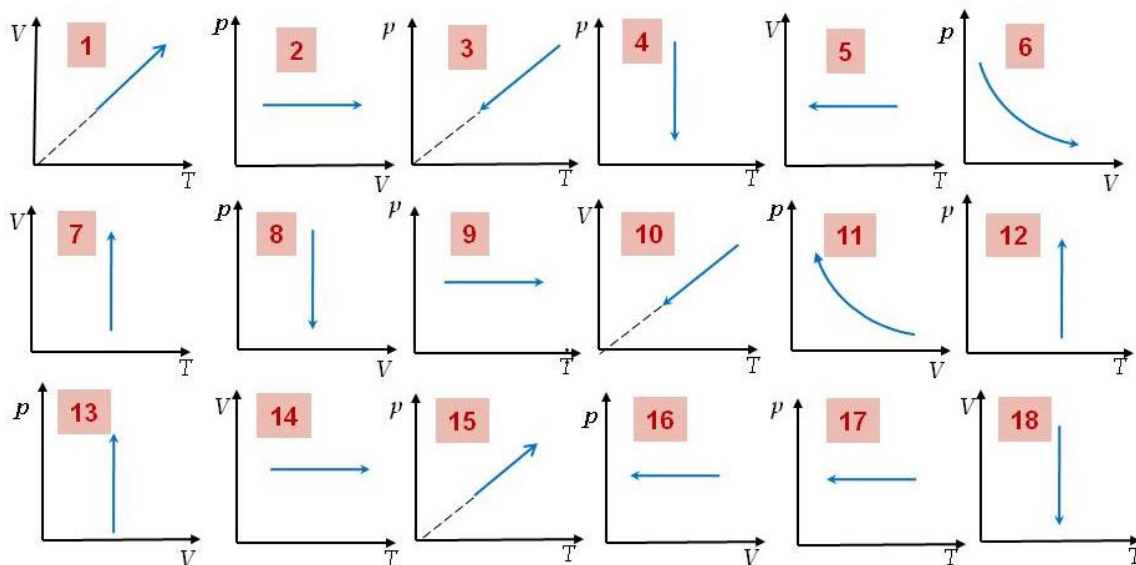 V 1 T
p 2 V
p 3 T
p 4 T
V 5 T
p 6 V
V 7 T
p 8 V
p 9 T
V 10 T
p 11 V
p 12 T
p 13 V
V 14 T
p 15 T
p 16 V
p 17 T
V 18 T